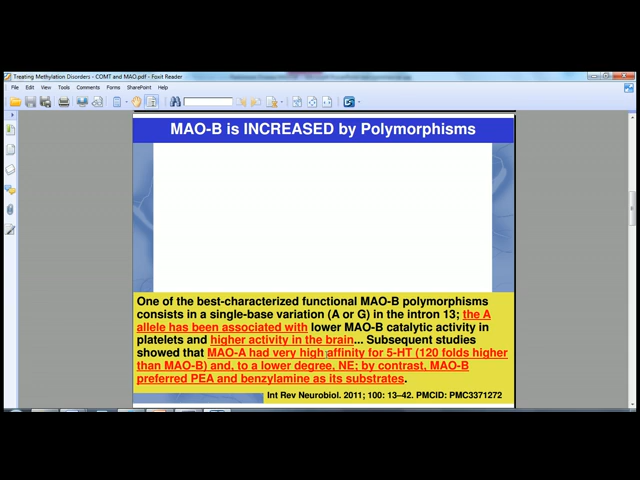 Treating Methylation Disorders - COMT and MAO.pdf - Foxit Reader
File Edit View Tools Comments Forms SharePoint Help
MAO-B is INCREASED by Polymorphisms
One of the best-characterized functional MAO-B polymorphisms
consists in a single-base variation (A or G) in the intron 13; the A
allele has been associated with lower MAO-B catalytic activity in
platelets and higher activity in the brain... Subsequent studies
showed that MAO-A had very high affinity for 5-HT (120 folds higher
than MAO-B) and, to a lower degree, NE; by contrast, MAO-B
preferred PEA and benzylamine as its substrates.
Int Rev Neurobiol. 2011; 100: 13–42. PMCID: PMC3371272